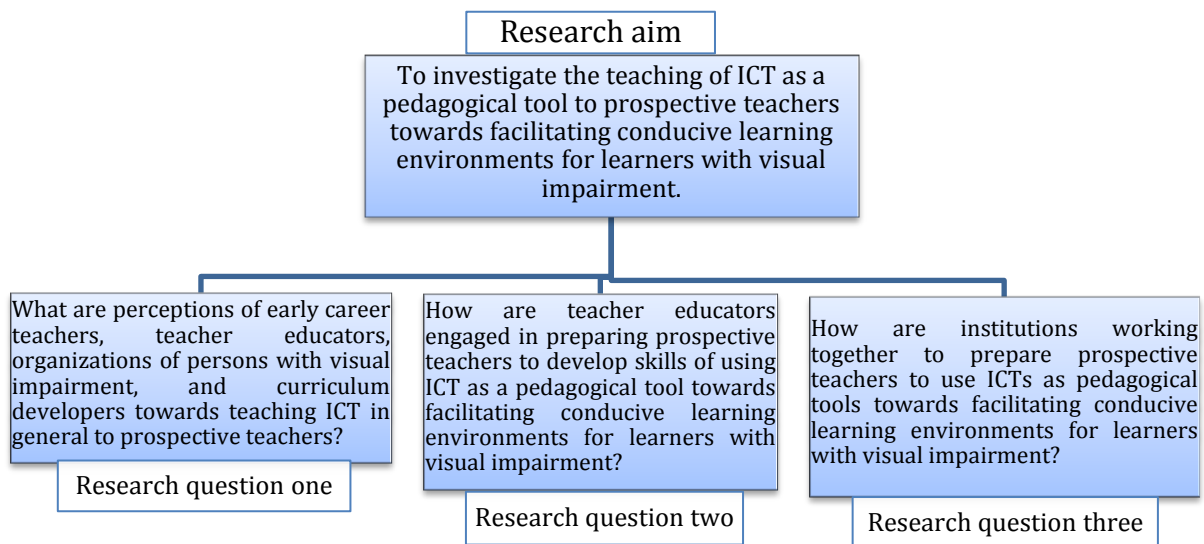 Research aim
To investigate the teaching of ICT as a
pedagogical tool to prospective teachers
towards facilitating conducive learning
environments for learners with visual
impairment.
What are perceptions of early career
teachers, teacher educators,
organizations of persons with visual
impairment, and curriculum
developers towards teaching ICT in
general to prospective teachers?
Research question one
How are teacher educators
engaged in preparing prospective
teachers to develop skills of using
ICT as a pedagogical tool towards
facilitating conducive learning
environments for learners with
visual impairment?
Research question two
How are institutions working
together to prepare prospective
teachers to use ICTs as pedagogical
tools towards facilitating conducive
learning environments for learners
with visual impairment?
Research question three